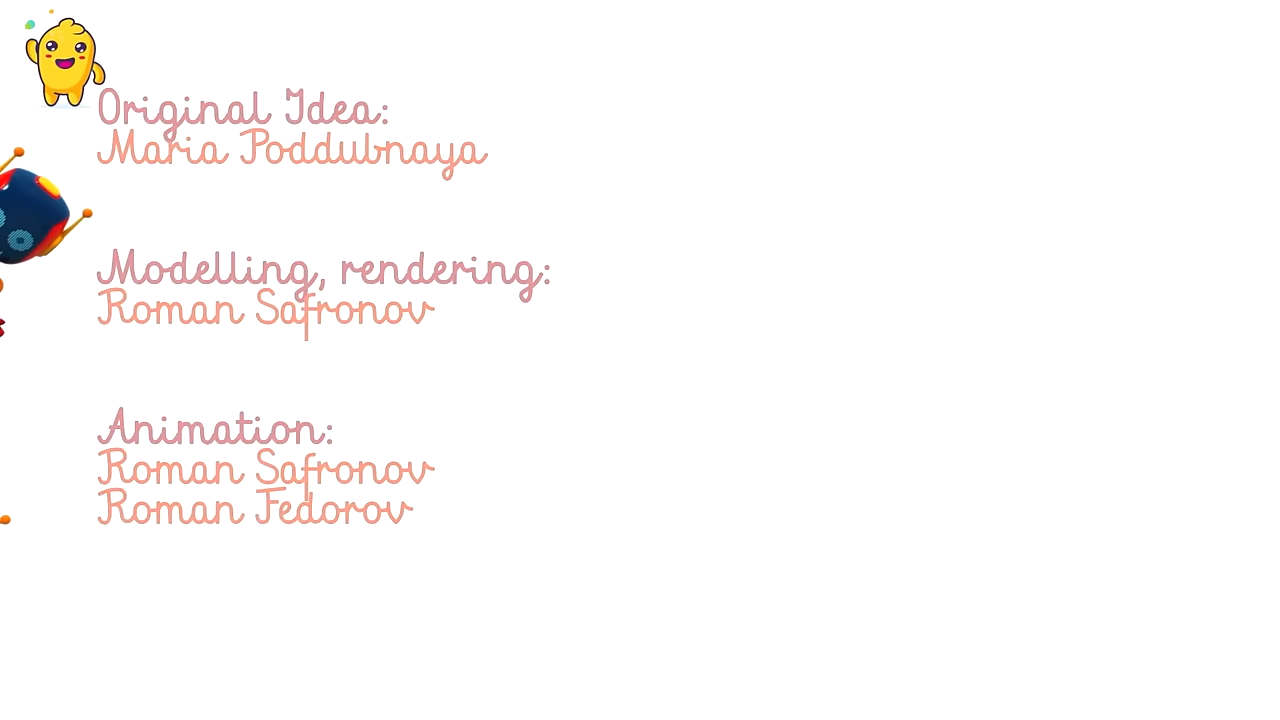 Original Idea:
Maria Poddubnaya
Modelling, rendering:
Roman Safronov
Animation:
Roman Safronov
Roman Fedorov